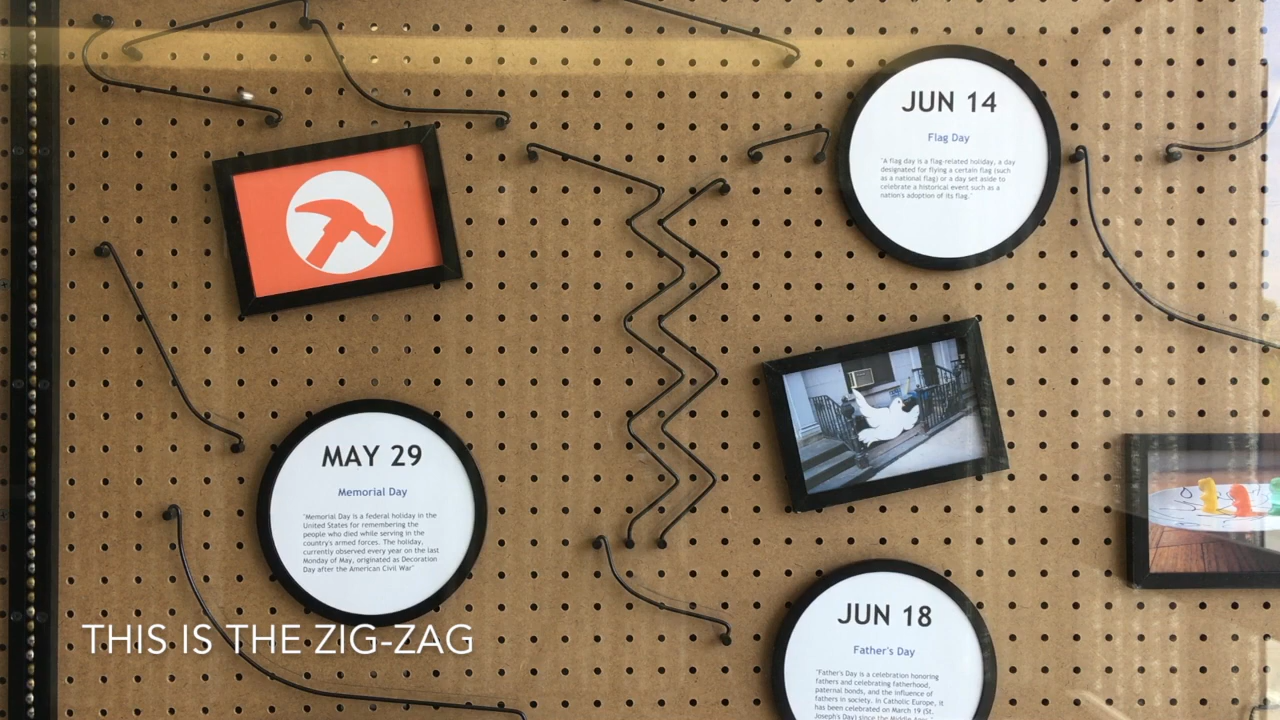 JUN 14
Flag Day
"A flag day is a flag-related holiday, a day
designated for flying a certain flag (such
as a national flag) or a day set aside to
celebrate a historical event such as a
nation's adoption of its flag."
MAY 29
Memorial Day
"Memorial Day is a federal holiday in the
United States for remembering the
people who died while serving in the
country's armed forces. The holiday,
currently observed every year on the last
Monday of May, originated as Decoration
Day after the American Civil War"
JUN 18
Father's Day
"Father's Day is a celebration honoring
fathers and celebrating fatherhood,
paternal bonds, and the influence of
fathers in society. In Catholic Europe, it
has been celebrated on March 19 (St.
Joseph's Day) since the Middle Ages."
THIS IS THE ZIG-ZAG